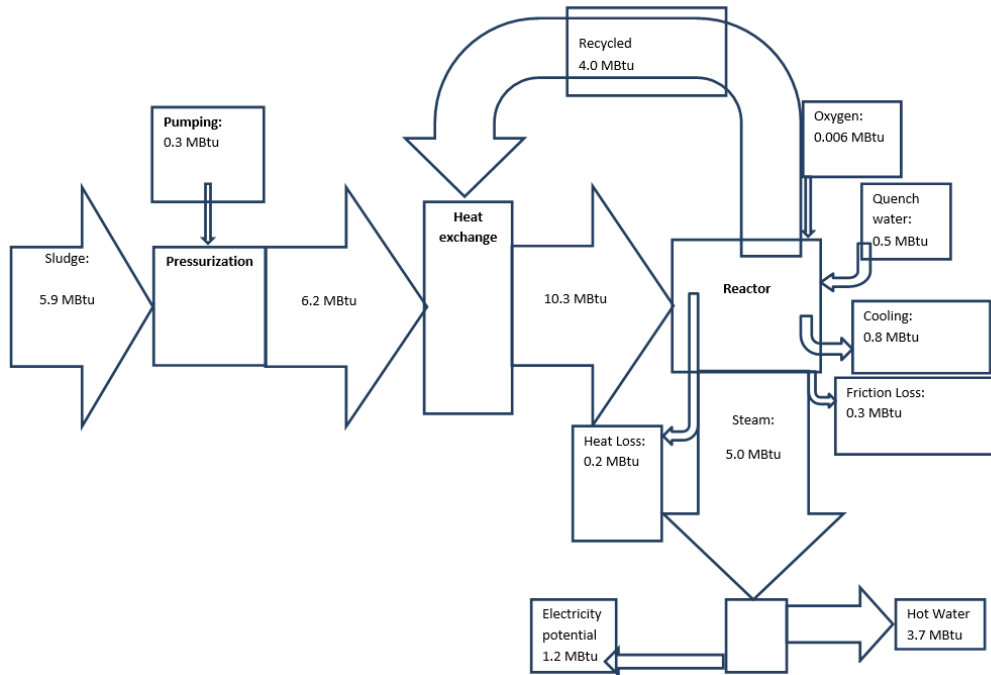 Recycled
4.0 MBtu
Pumping:
0.3 MBtu
Oxygen:
0.006 MBtu
Quench
water:
0.5 MBtu
Heat
exchange
Sludge:
5.9 MBtu
Pressurization
6.2 MBtu
10.3 MBtu
Reactor
Cooling:
0.8 MBtu
Friction Loss:
0.3 MBtu
Heat Loss:
0.2 MBtu
Steam:
5.0 MBtu
Electricity
potential
1.2 MBtu
Hot Water
3.7 MBtu